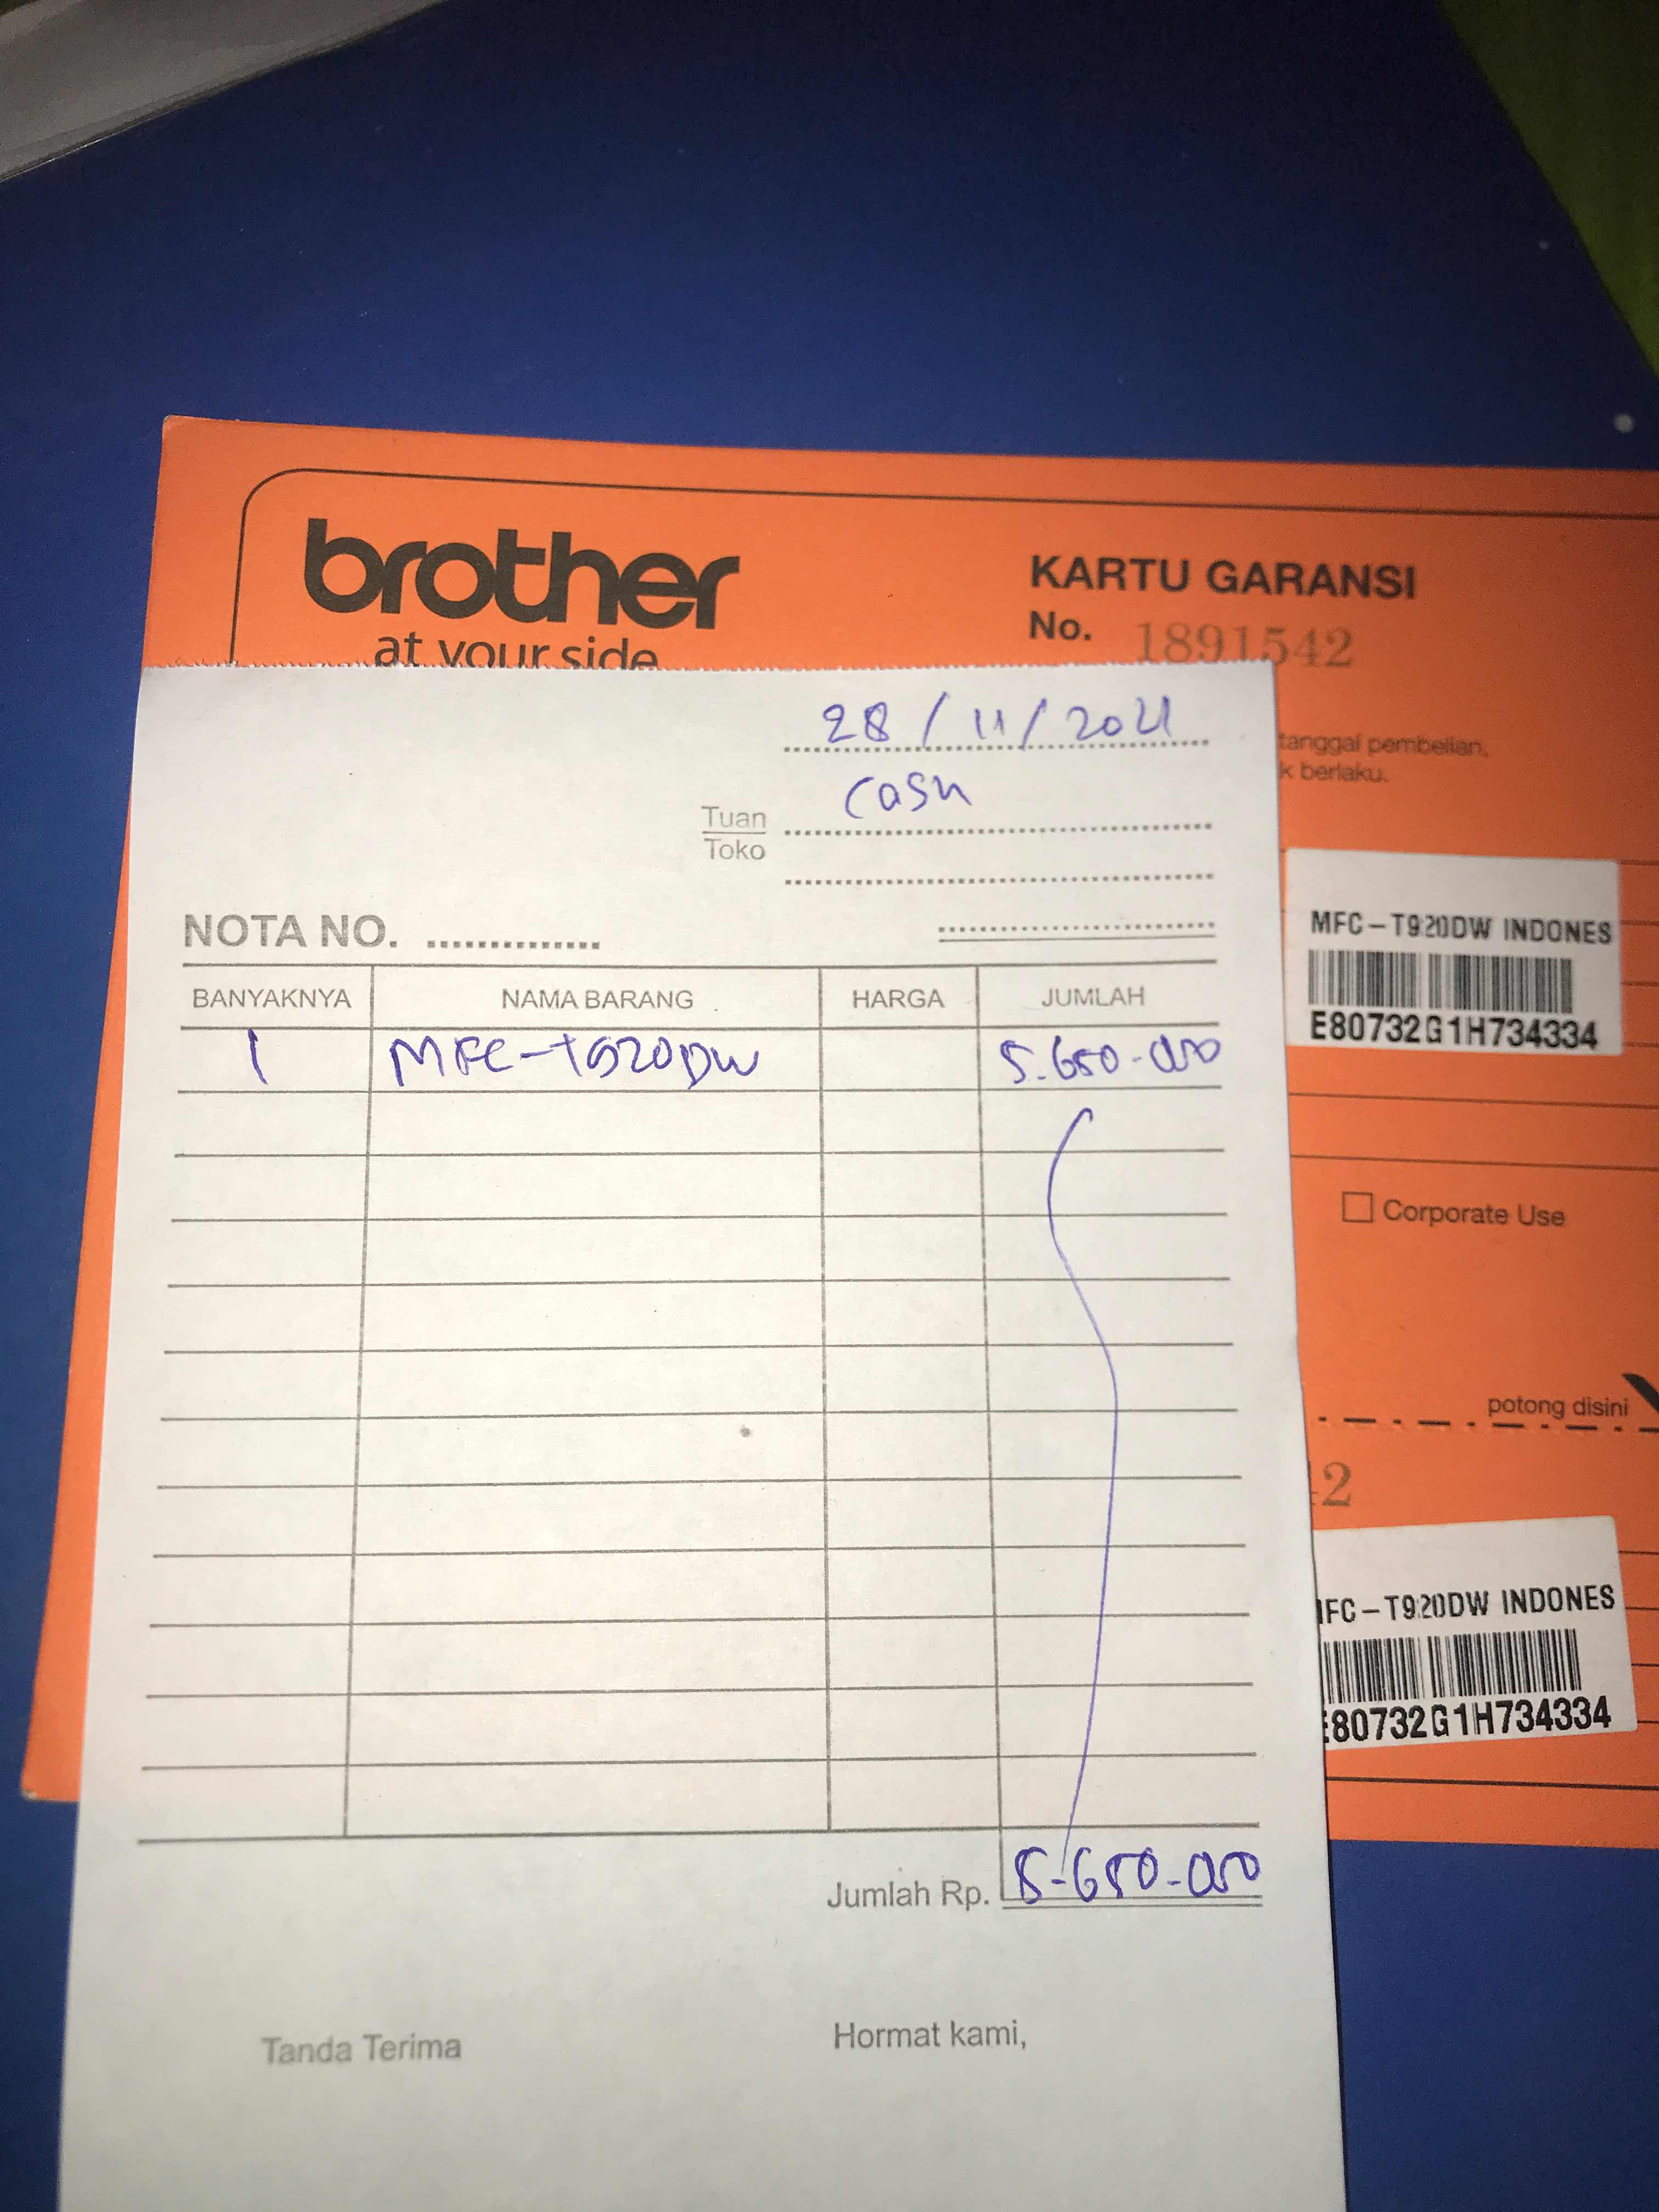 brother
at your side
KARTU GARANSI
No. 1891542
tanggal pembelian.
k berlaku.
28/11/2021
Cash
Tuan
Toko
NOTA NO. ..............
BANYAKNYA NAMA BARANG HARGA JUMLAH
1 MFC-T920DW 5.650.000
Jumlah Rp. 5.650.000
Tanda Terima Hormat kami,
MFC-T920DW INDONES
E80732G1H734334
Corporate Use
potong disini
2
MFC-T920DW INDONES
E80732G1H734334